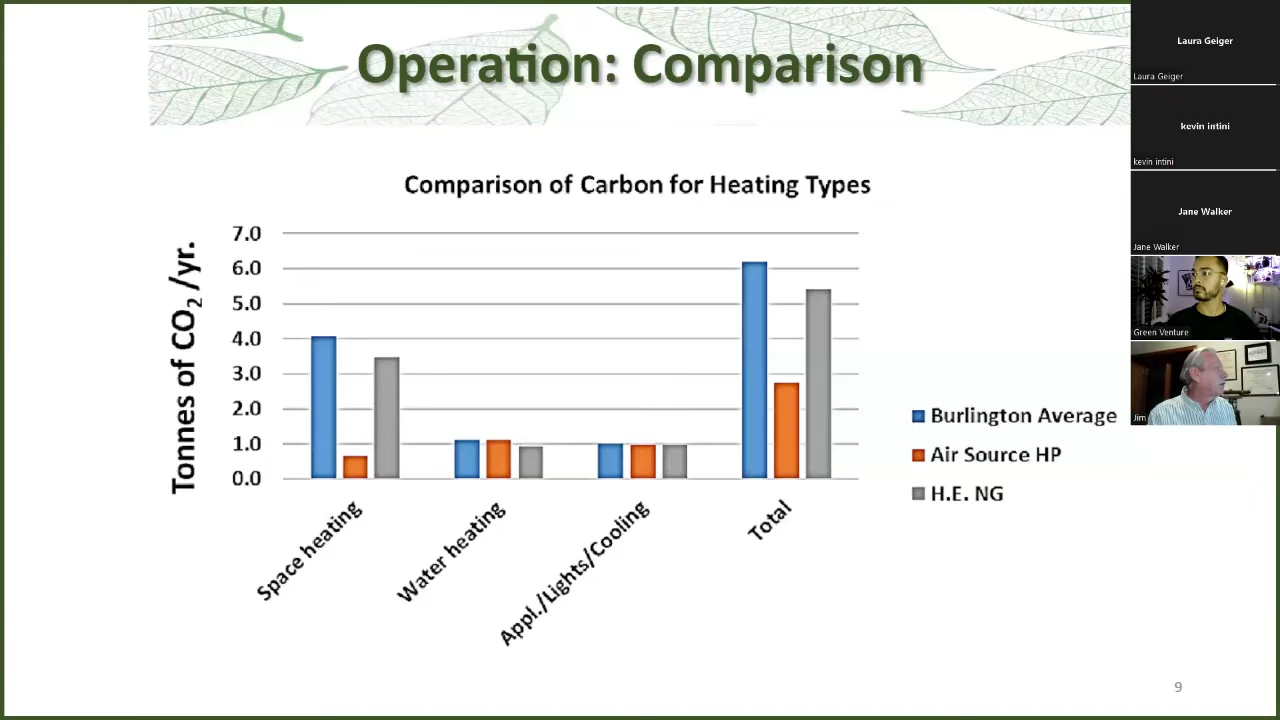 Operation: Comparison
Comparison of Carbon for Heating Types
Tonnes of CO₂ /yr.
7.0
6.0
5.0
4.0
3.0
2.0
1.0
0.0
Space heating
Water heating
Appl./Lights/Cooling
Total
Burlington Average
Air Source HP
H.E. NG
9
Laura Geiger
Laura Geiger
kevin intini
kevin intini
Jane Walker
Jane Walker
Green Venture
Jim